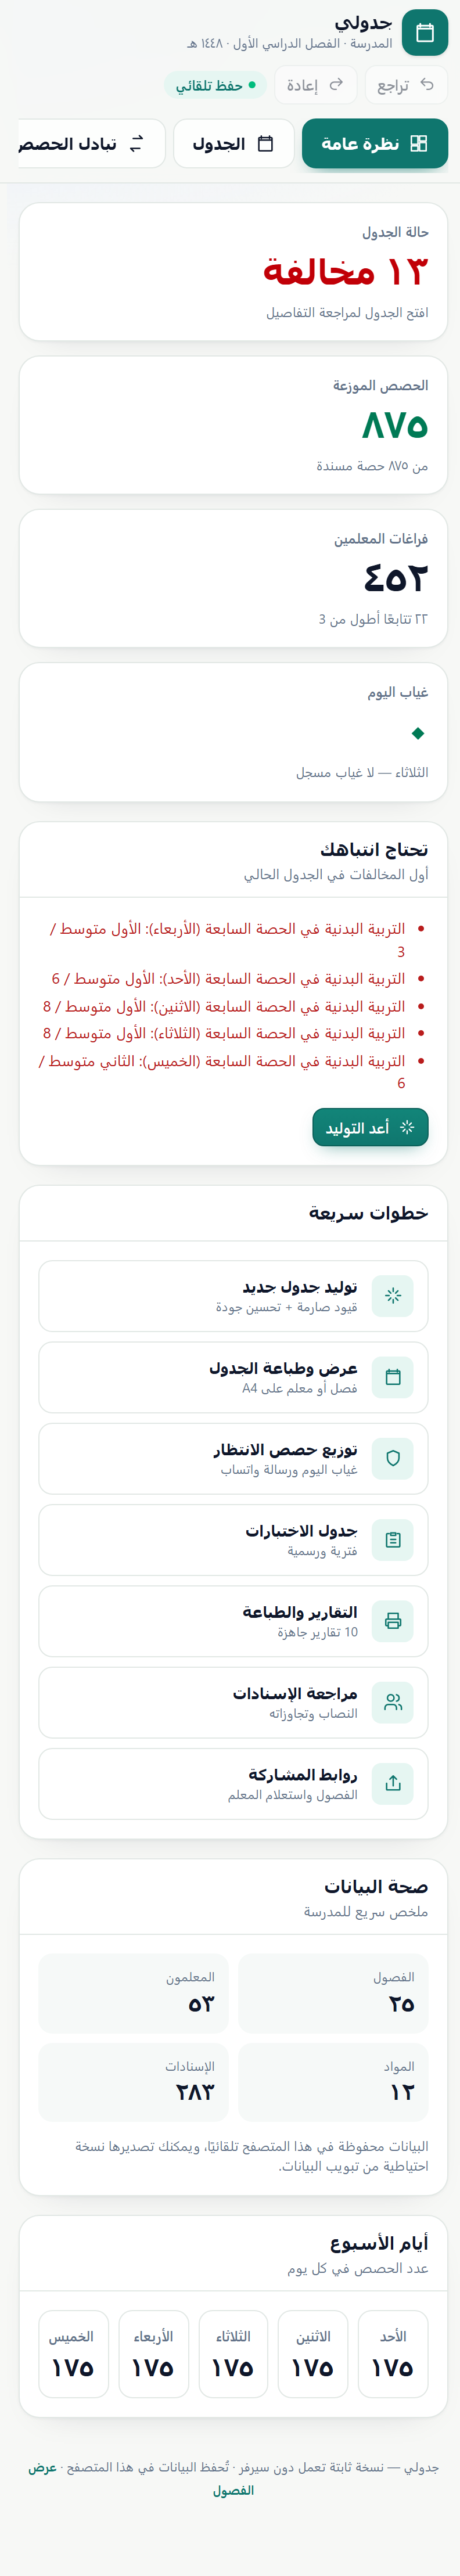 جدولي
المدرسة · الفصل الدراسي الأول · ١٤٤٨ هـ
تراجع
إعادة
حفظ تلقائي
نظرة عامة
الجدول
تبادل الحصص
حالة الجدول
١٣ مخالفة
افتح الجدول لمراجعة التفاصيل
الحصص الموزعة
٨٧٥
من ٨٧٥ حصة مسندة
فراغات المعلمين
٤٥٢
٢٢ تتابعًا أطول من 3
غياب اليوم
٠
الثلاثاء — لا غياب مسجل
تحتاج انتباهك
أول المخالفات في الجدول الحالي
التربية البدنية في الحصة السابعة (الأربعاء): الأول متوسط /
3
التربية البدنية في الحصة السابعة (الأحد): الأول متوسط / 6
التربية البدنية في الحصة السابعة (الاثنين): الأول متوسط / 8
التربية البدنية في الحصة السابعة (الثلاثاء): الأول متوسط / 8
التربية البدنية في الحصة السابعة (الخميس): الثاني متوسط /
6
أعد التوليد
خطوات سريعة
توليد جدول جديد
قيود صارمة + تحسين جودة
عرض وطباعة الجدول
فصل أو معلم على A4
توزيع حصص الانتظار
غياب اليوم ورسالة واتساب
جدول الاختبارات
فترية ورسمية
التقارير والطباعة
10 تقارير جاهزة
مراجعة الإسنادات
النصاب وتجاوزاته
روابط المشاركة
الفصول واستعلام المعلم
صحة البيانات
ملخص سريع للمدرسة
الفصول
٢٥
المعلمون
٥٣
المواد
١٢
الإسنادات
٢٨٣
البيانات محفوظة في هذا المتصفح تلقائيًا، ويمكنك تصديرها نسخة
احتياطية من تبويب البيانات.
أيام الأسبوع
عدد الحصص في كل يوم
الأحد
١٧٥
الاثنين
١٧٥
الثلاثاء
١٧٥
الأربعاء
١٧٥
الخميس
١٧٥
جدولي — نسخة ثابتة تعمل دون سيرفر · تُحفظ البيانات في هذا المتصفح · عرض
الفصول